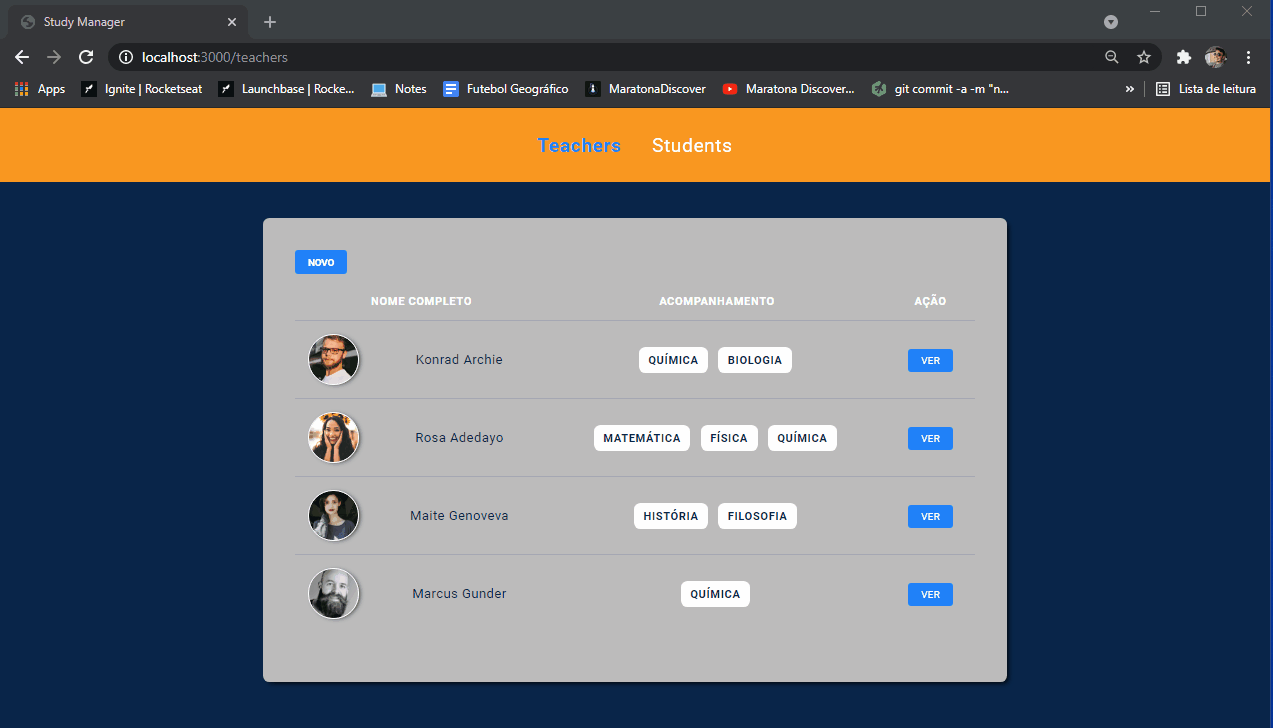 Study Manager
localhost:3000/teachers
Apps Ignite | Rocketseat Launchbase | Rocke... Notes Futebol Geográfico MaratonaDiscover Maratona Discover... git commit -a -m "n... » Lista de leitura
Teachers Students
NOVO
NOME COMPLETO ACOMPANHAMENTO AÇÃO
Konrad Archie QUÍMICA BIOLOGIA VER
Rosa Adedayo MATEMÁTICA FÍSICA QUÍMICA VER
Maite Genoveva HISTÓRIA FILOSOFIA VER
Marcus Gunder QUÍMICA VER